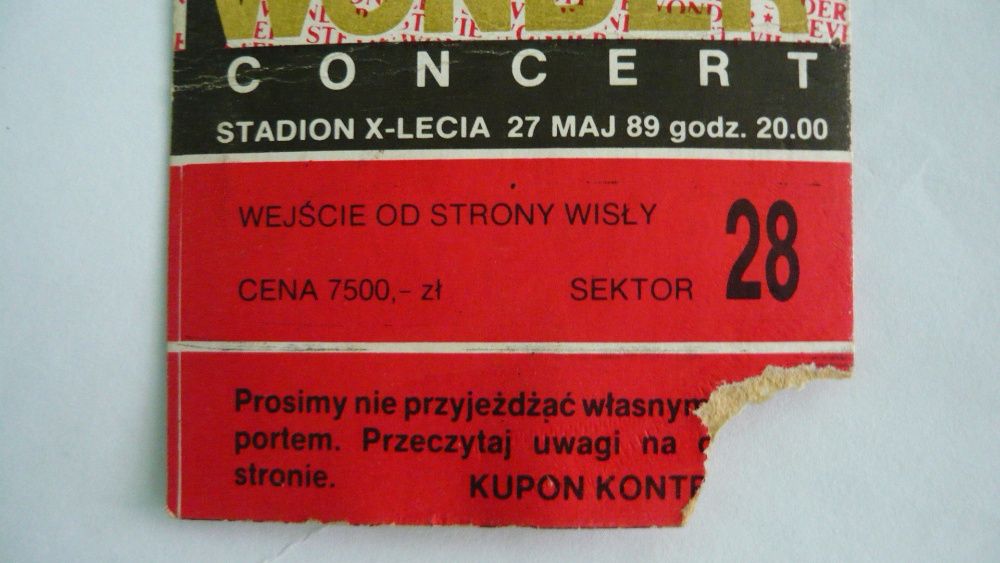 WONDER
CONCERT
STADION X-LECIA 27 MAJ 89 godz. 20.00
WEJŚCIE OD STRONY WISŁY
CENA 7500,- zł
SEKTOR 28
Prosimy nie przyjeżdżać własnym
portem. Przeczytaj uwagi na
stronie.
KUPON KONTR